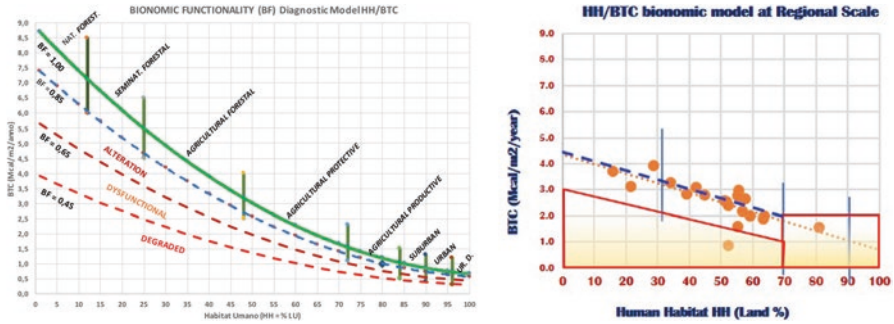 BIONOMIC FUNCTIONALITY (BF) Diagnostic Model HH/BTC
BTC (Mcal/m2/anno)
9,0
8,5
8,0
7,5
7,0
6,5
6,0
5,5
5,0
4,5
4,0
3,5
3,0
2,5
2,0
1,5
1,0
0,5
0,0
NAT. FOREST.
SEMINAT. FORESTAL
AGRICULTURAL FORESTAL
AGRICULTURAL PROTECTIVE
AGRICULTURAL PRODUCTIVE
SUBURBAN
URBAN
UR. D.
BF = 1,00
BF = 0,85
BF = 0,65
BF = 0,45
ALTERATION
DYSFUNCTIONAL
DEGRADED
0 5 10 15 20 25 30 35 40 45 50 55 60 65 70 75 80 85 90 95 100
Habitat Umano (HH = % LU)
HH/BTC bionomic model at Regional Scale
BTC (Mcal/m2/year)
9.0
8.0
7.0
6.0
5.0
4.0
3.0
2.0
1.0
0.0
0 10 20 30 40 50 60 70 80 90 100
Human Habitat HH (Land %)